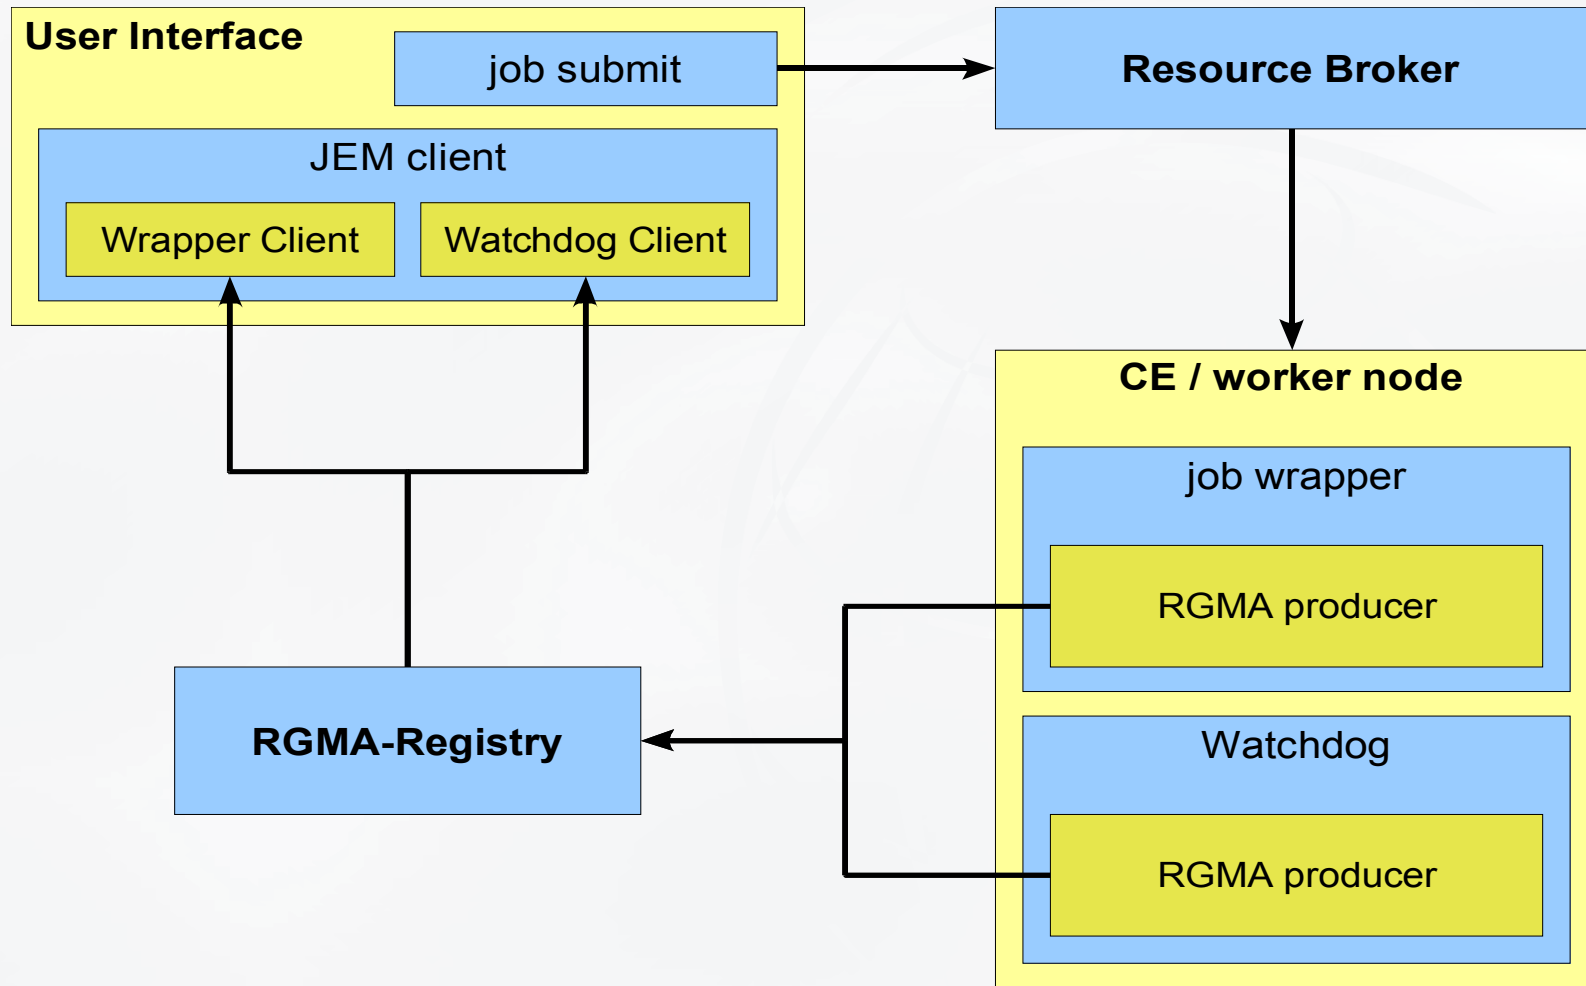 User Interface
job submit
Resource Broker
JEM client
Wrapper Client
Watchdog Client
CE / worker node
job wrapper
RGMA producer
RGMA-Registry
Watchdog
RGMA producer